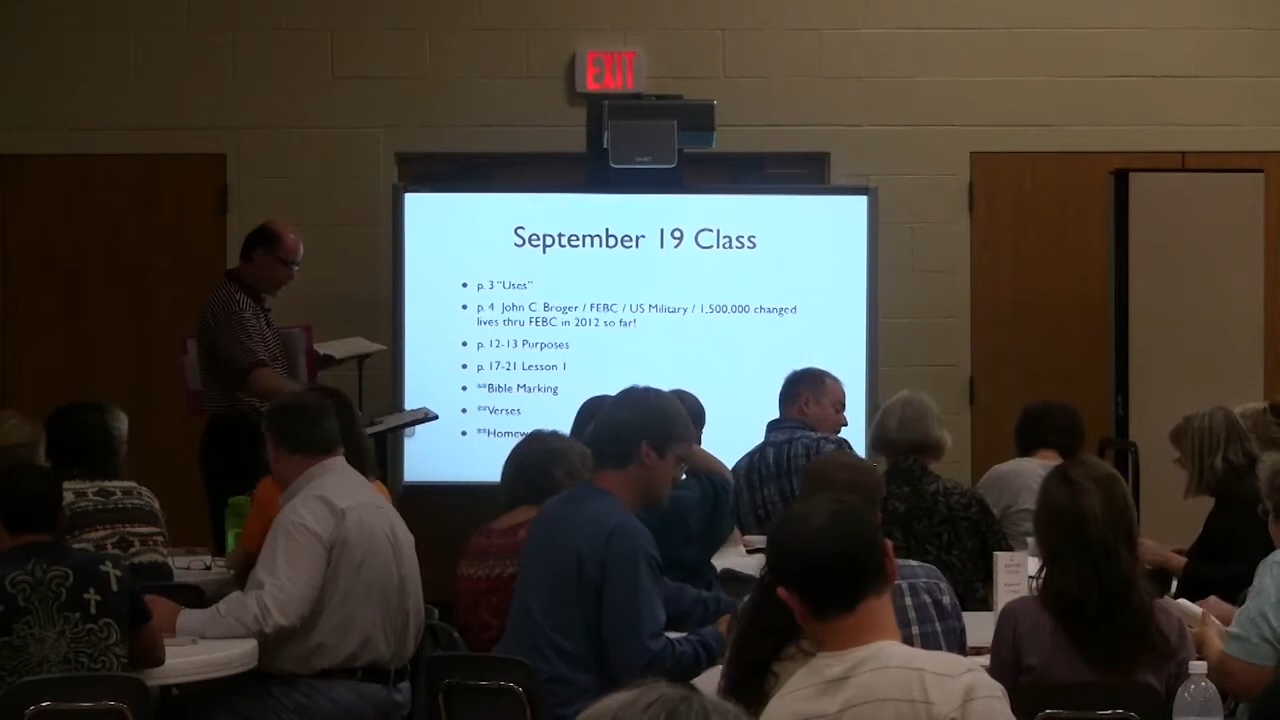 EXIT
September 19 Class
• p. 3 "Uses"
• p. 4 John C. Broger / FEBC / US Military / 1,500,000 changed
lives thru FEBC in 2012 so far!
• p. 12-13 Purposes
• p. 17-21 Lesson 1
• **Bible Marking
• **Verses
• **Homew